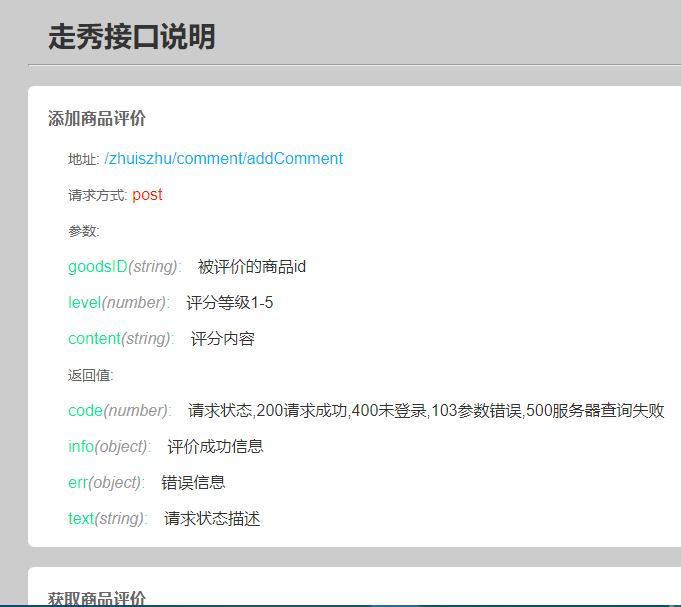 走秀接口说明
添加商品评价
地址: /zhuiszhu/comment/addComment
请求方式: post
参数:
goodsID(string): 被评价的商品id
level(number): 评分等级1-5
content(string): 评分内容
返回值:
code(number): 请求状态,200请求成功,400未登录,103参数错误,500服务器查询失败
info(object): 评价成功信息
err(object): 错误信息
text(string): 请求状态描述
获取商品评价